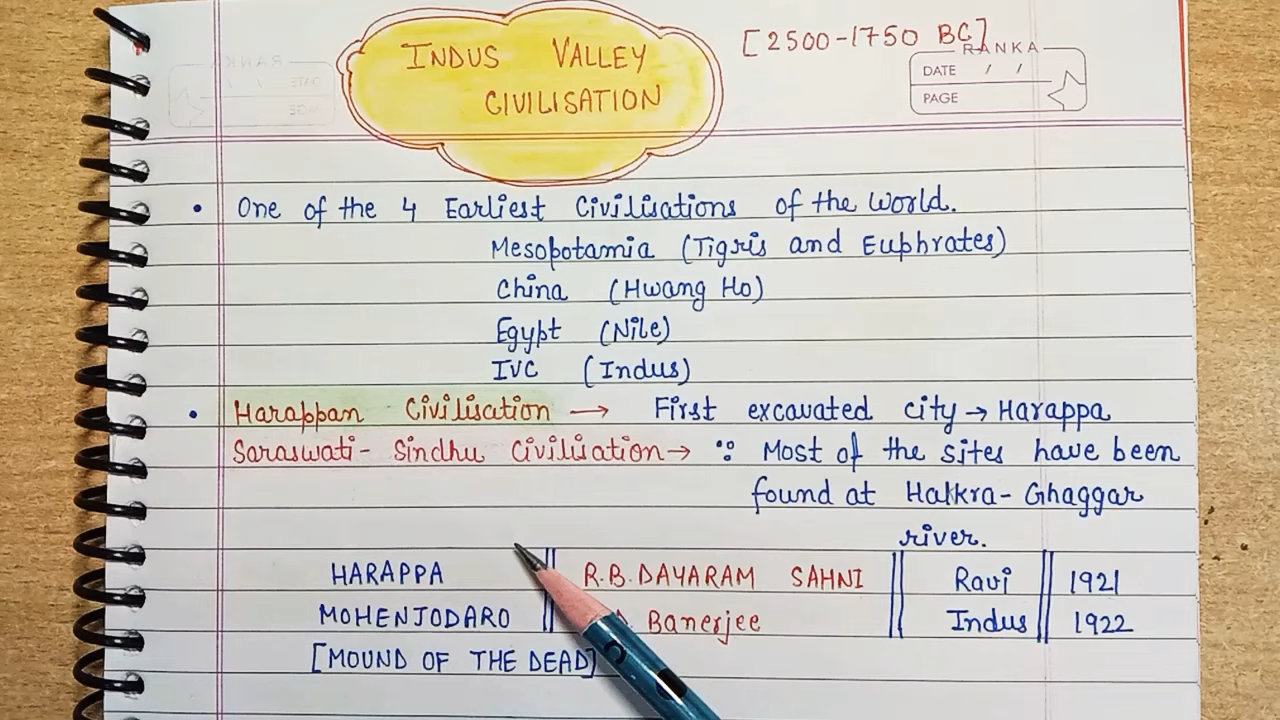 INDUS VALLEY CIVILISATION
[2500-1750 BC]
RANKA
DATE / /
PAGE
• One of the 4 Earliest Civilisations of the World.
Mesopotamia (Tigris and Euphrates)
China (Hwang Ho)
Egypt (Nile)
IVC (Indus)
• Harappan Civilisation → First excavated city → Harappa
Saraswati- Sindhu Civilisation → ∵ Most of the sites have been
found at Hakra- Ghaggar
river.
HARAPPA || R.B. DAYARAM SAHNI || Ravi || 1921
MOHENJODARO || Banerjee || Indus || 1922
[MOUND OF THE DEAD]